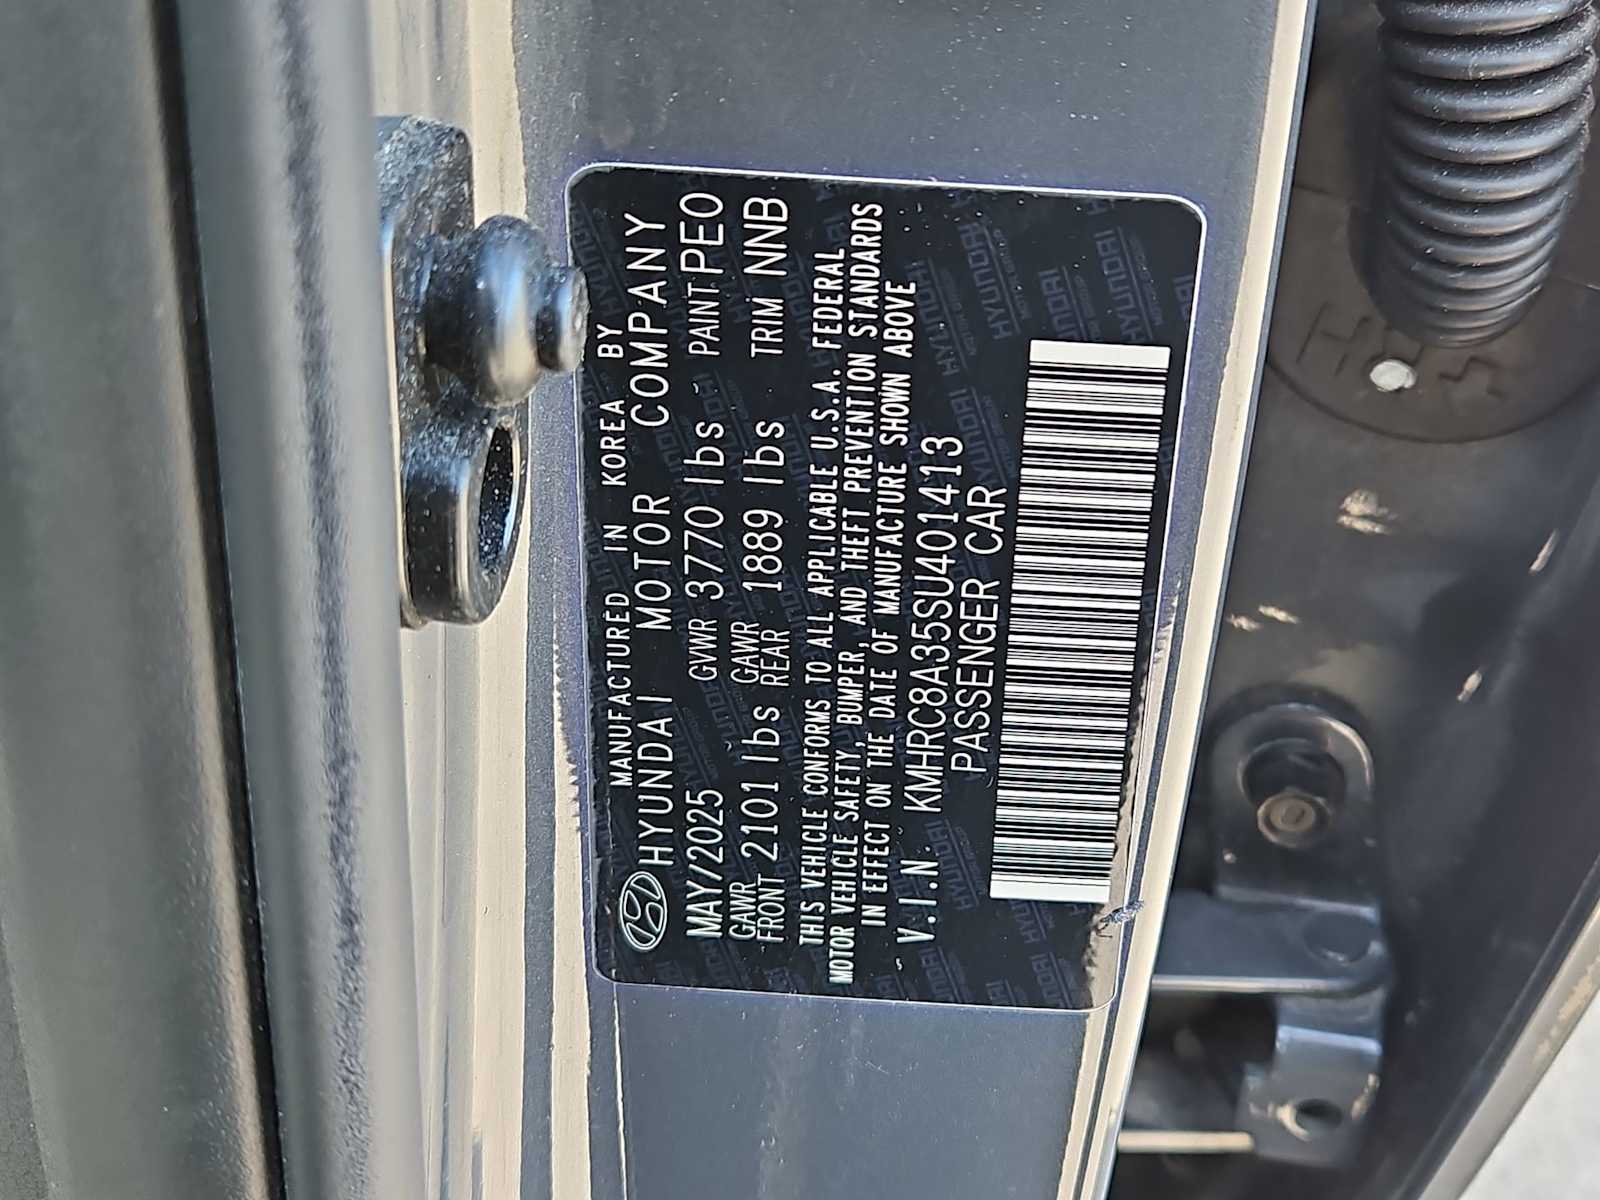 MANUFACTURED IN KOREA BY
HYUNDAI MOTOR COMPANY
MAY/2025 GVWR 3770 lbs PAINT PEO
GAWR FRONT 2101 lbs GAWR REAR 1889 lbs TRIM NNB
THIS VEHICLE CONFORMS TO ALL APPLICABLE U.S.A. FEDERAL
MOTOR VEHICLE SAFETY, BUMPER, AND THEFT PREVENTION STANDARDS
IN EFFECT ON THE DATE OF MANUFACTURE SHOWN ABOVE
V.I.N KMHRC8A35SU401413
PASSENGER CAR